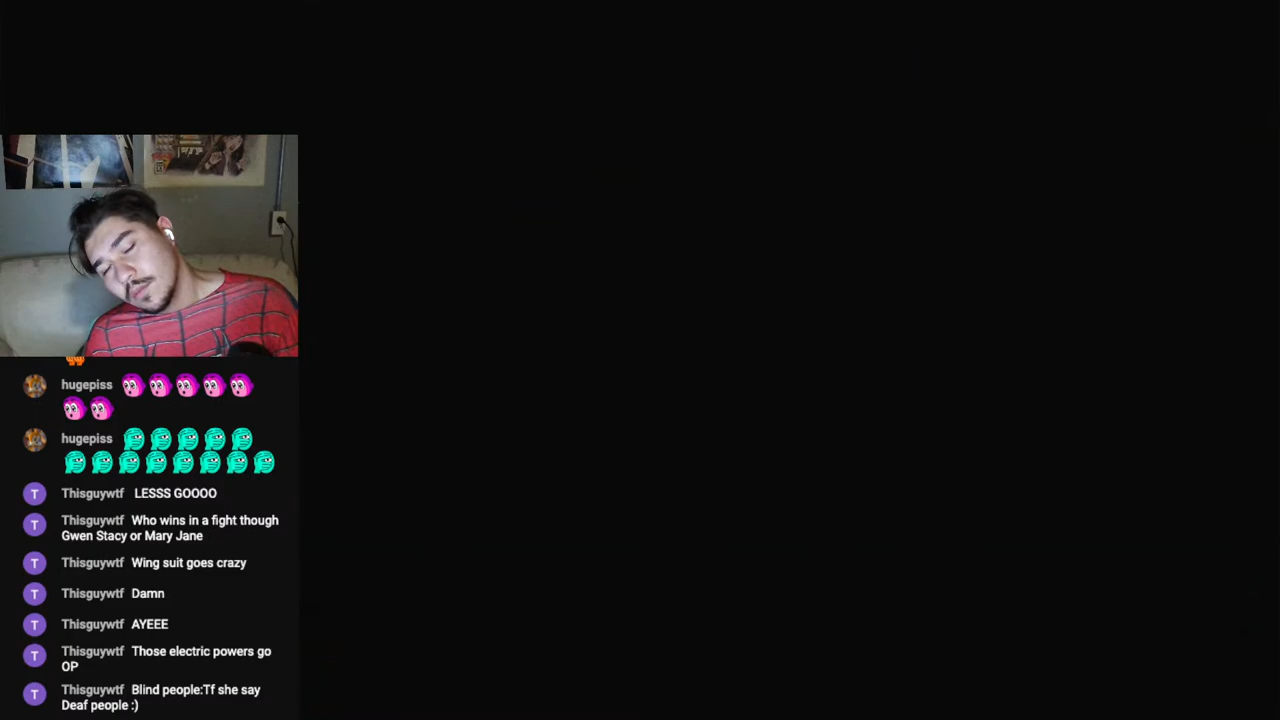 hugepiss
hugepiss
T Thisguywtf LESSS GOOOO
T Thisguywtf Who wins in a fight though
Gwen Stacy or Mary Jane
T Thisguywtf Wing suit goes crazy
T Thisguywtf Damn
T Thisguywtf AYEEE
T Thisguywtf Those electric powers go
OP
T Thisguywtf Blind people:Tf she say
Deaf people :)